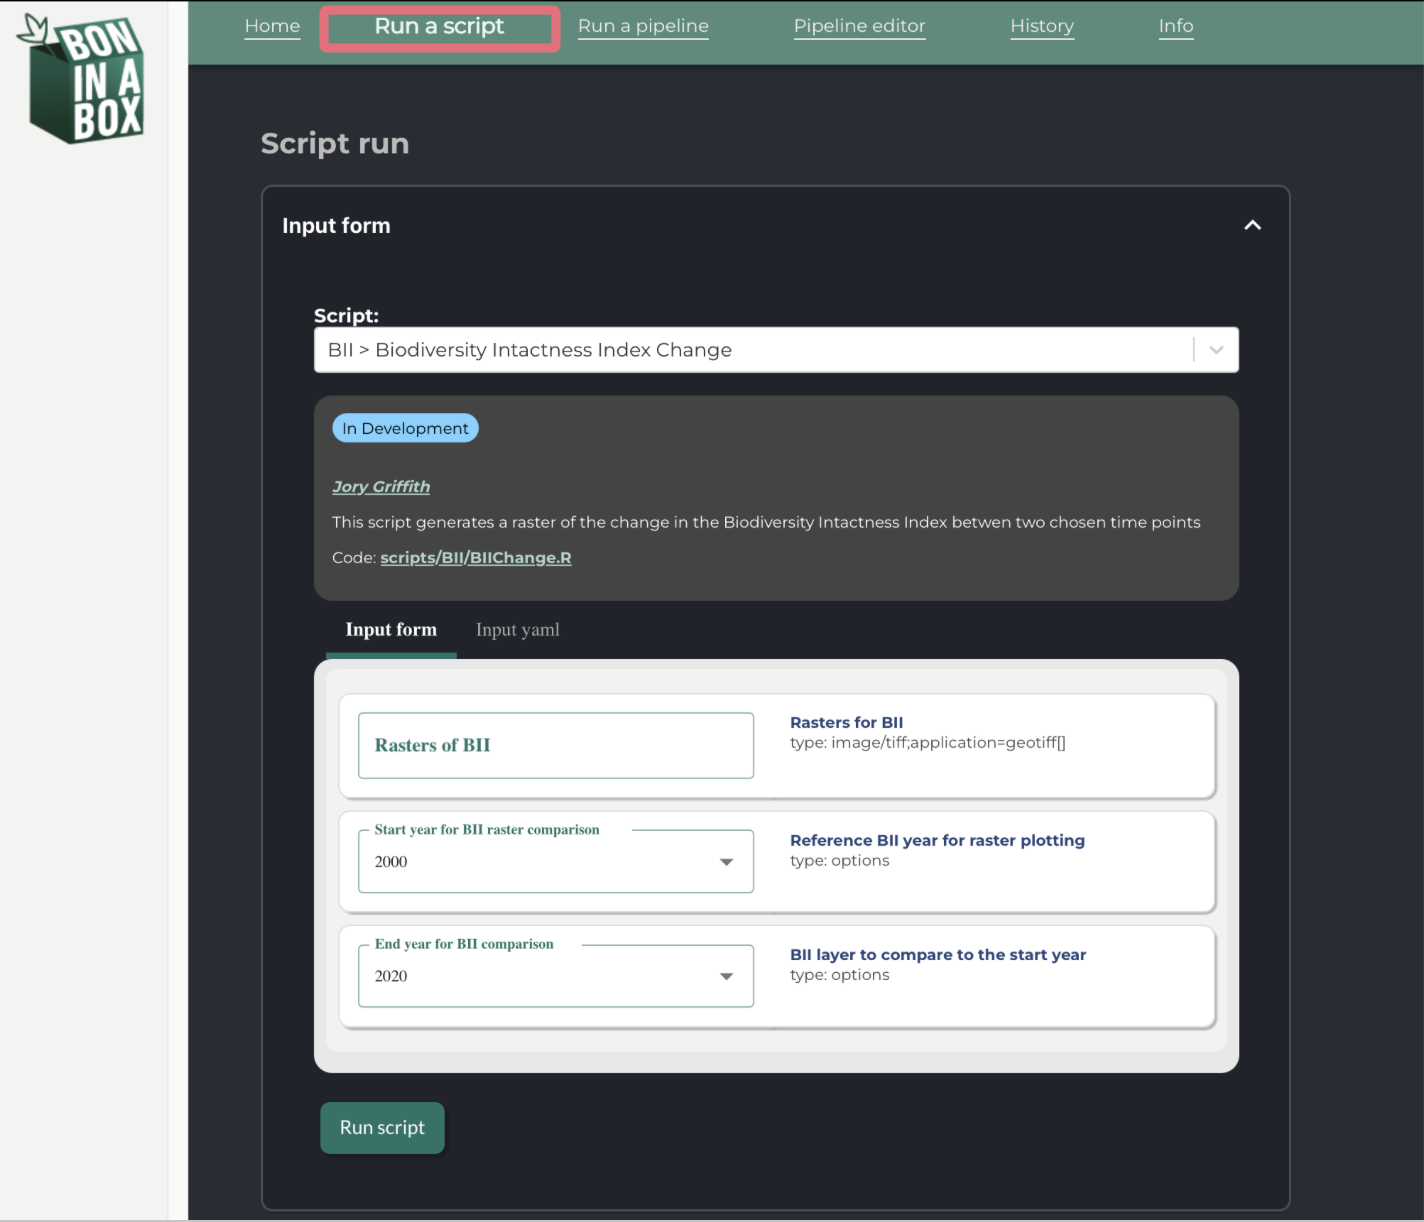 BON
IN A
BOX
Home
Run a script
Run a pipeline
Pipeline editor
History
Info
Script run
Input form
Script:
BII > Biodiversity Intactness Index Change
In Development
Jory Griffith
This script generates a raster of the change in the Biodiversity Intactness Index betwen two chosen time points
Code: scripts/BII/BIIChange.R
Input form
Input yaml
Rasters of BII
Rasters for BII
type: image/tiff;application=geotiff[]
Start year for BII raster comparison
2000
Reference BII year for raster plotting
type: options
End year for BII comparison
2020
BII layer to compare to the start year
type: options
Run script